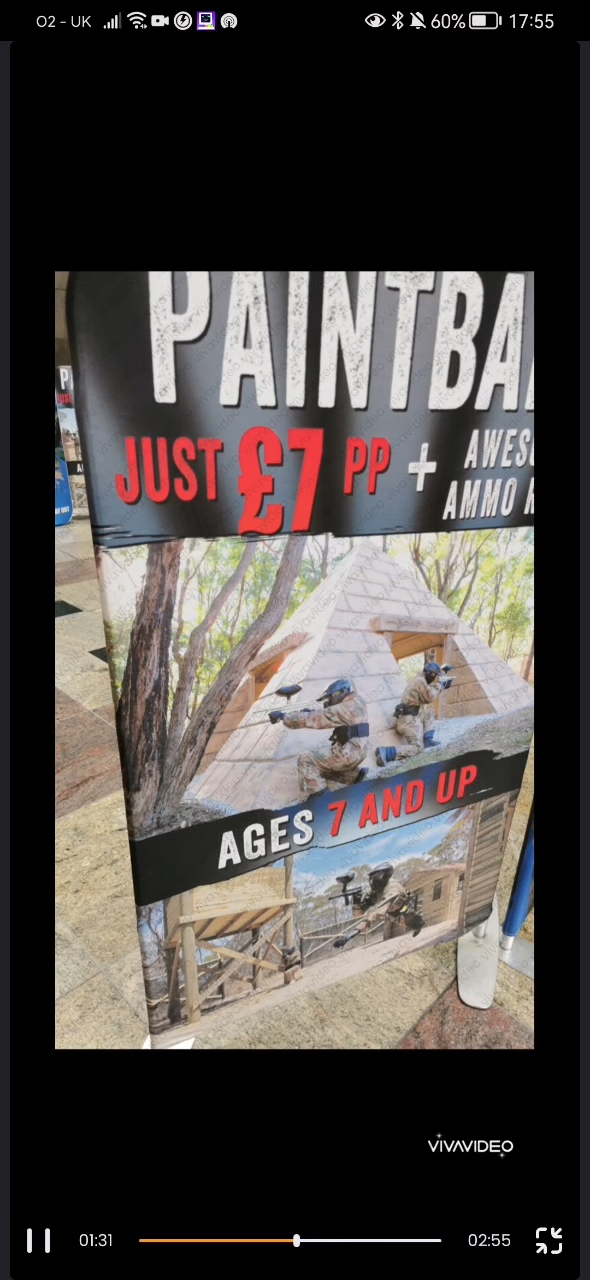 O2 - UK 60% 17:55
PAINTBA
JUST £7 PP + AWES
AMMO
AGES 7 AND UP
VIVAVIDEO
01:31 02:55